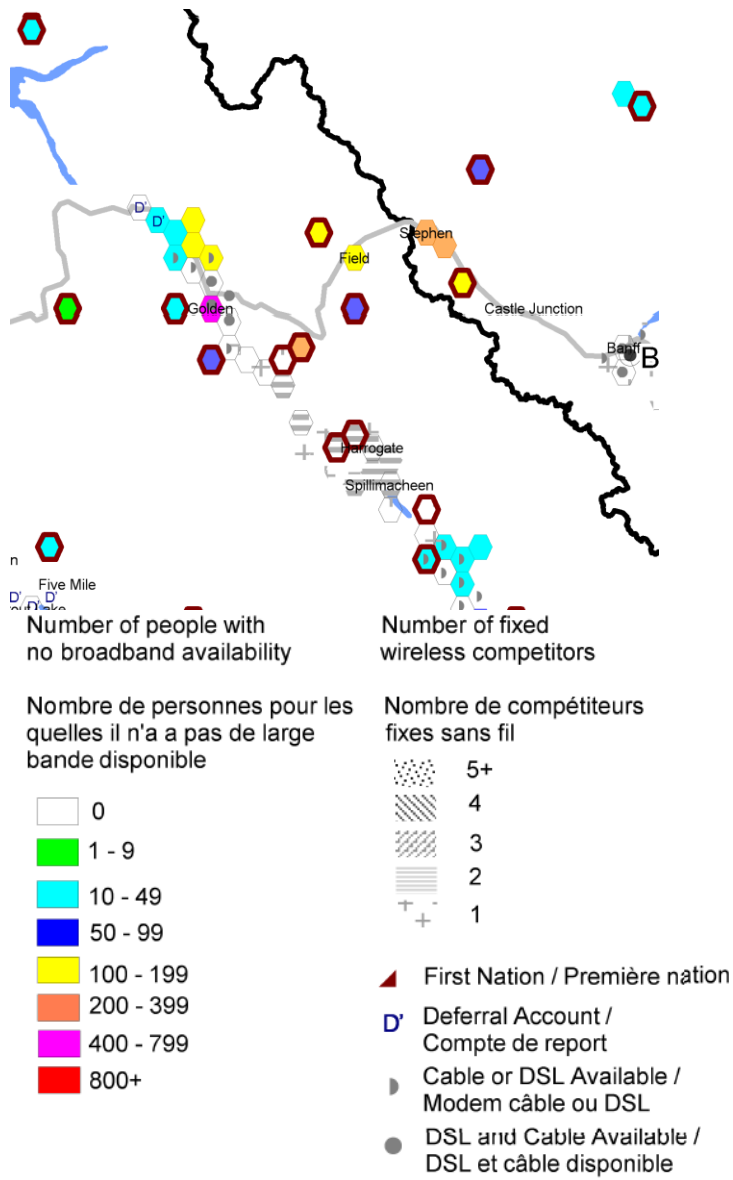 D'
D'
Stephen
Field
Golden
Castle Junction
Banff
B
Harrogate
Spillimacheen
n
Five Mile
D'
D'
D'
Number of people with
no broadband availability
Nombre de personnes pour les
quelles il n'a a pas de large
bande disponible
0
1 - 9
10 - 49
50 - 99
100 - 199
200 - 399
400 - 799
800+
Number of fixed
wireless competitors
Nombre de compétiteurs
fixes sans fil
5+
4
3
2
1
First Nation / Première nation
D'
Deferral Account /
Compte de report
Cable or DSL Available /
Modem câble ou DSL
DSL and Cable Available /
DSL et câble disponible